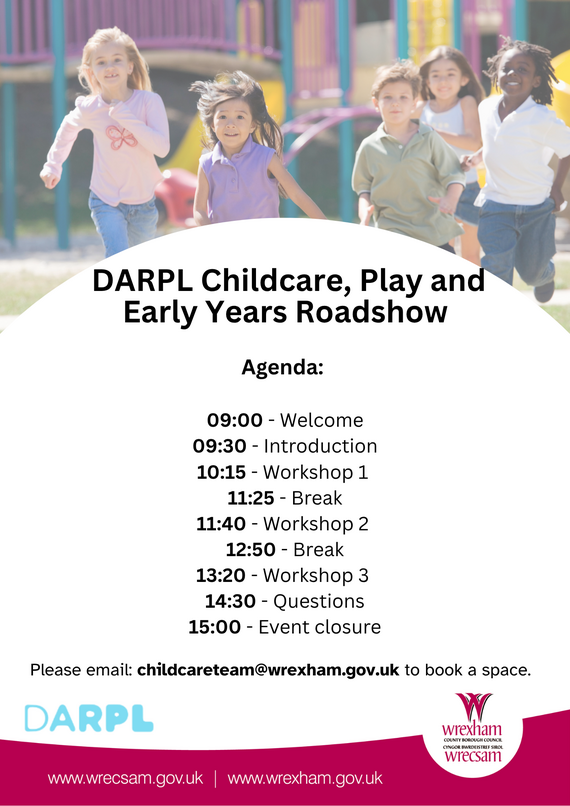 DARPL Childcare, Play and
Early Years Roadshow
Agenda:
09:00 - Welcome
09:30 - Introduction
10:15 - Workshop 1
11:25 - Break
11:40 - Workshop 2
12:50 - Break
13:20 - Workshop 3
14:30 - Questions
15:00 - Event closure
Please email: childcareteam@wrexham.gov.uk to book a space.
DARPL
wrexham
COUNTY BOROUGH COUNCIL
CYNGOR BWRDEISTREF SIROL
wrecsam
www.wrecsam.gov.uk | www.wrexham.gov.uk